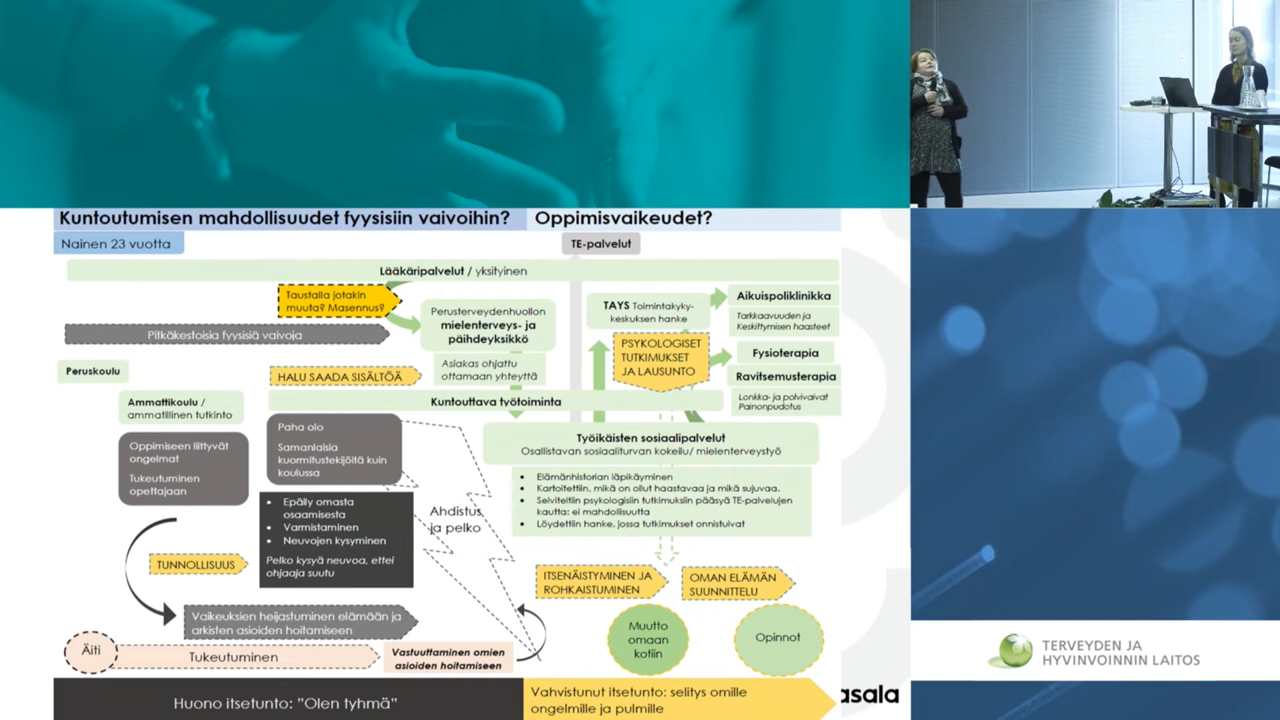 Kuntoutumisen mahdollisuudet fyysisiin vaivoihin?
Oppimisvaikeudet?
Nainen 23 vuotta
TE-palvelut
Lääkäripalvelut / yksityinen
Taustalla jotakin
muuta? Masennus?
Perusterveydenhuollon
mielenterveys- ja
päihdeyksikkö
TAYS Toimintakyky-
keskuksen hanke
Aikuispoliklinikka
Tarkkaavuuden ja
Keskittymisen haasteet
Pitkäkestoisia fyysisiä vaivoja
PSYKOLOGISET
TUTKIMUKSET
JA LAUSUNTO
Fysioterapia
Asiakas ohjattu
ottamaan yhteyttä
Peruskoulu
HALU SAADA SISÄLTÖÄ
Ravitsemusterapia
Lonkka- ja polvivaivat
Painonpudotus
Ammattikoulu /
ammatillinen tutkinto
Kuntouttava työtoiminta
Oppimiseen liittyvät
ongelmat
Tukeutuminen
opettajaan
Paha olo
Samanlaisia
kuormitustekijöitä kuin
koulussa
Työikäisten sosiaalipalvelut
Osallistavan sosiaaliturvan kokeilu/ mielenterveystyö
• Elämänhistorian läpikäyminen
• Kartoitettiin, mikä on ollut haastavaa ja mikä sujuvaa.
• Selviteltiin psykologisiin tutkimuksiin pääsyä TE-palvelujen
kautta: ei mahdollisuutta
• Löydettiin hanke, jossa tutkimukset onnistuivat
• Epäily omasta
osaamisesta
• Varmistaminen
• Neuvojen kysyminen
Pelko kysyä neuvoa, ettei
ohjaaja suutu
Ahdistus
ja pelko
TUNNOLLISUUS
ITSENÄISTYMINEN JA
ROHKAISTUMINEN
OMAN ELÄMÄN
SUUNNITTELU
Vaikeuksien heijastuminen elämään ja
arkisten asioiden hoitamiseen
Muutto
omaan
kotiin
Opinnot
Äiti
Tukeutuminen
Vastuuttaminen omien
asioiden hoitamiseen
Huono itsetunto: ”Olen tyhmä”
Vahvistunut itsetunto: selitys omille
ongelmille ja pulmille
asala
TERVEYDEN JA
HYVINVOINNIN LAITOS